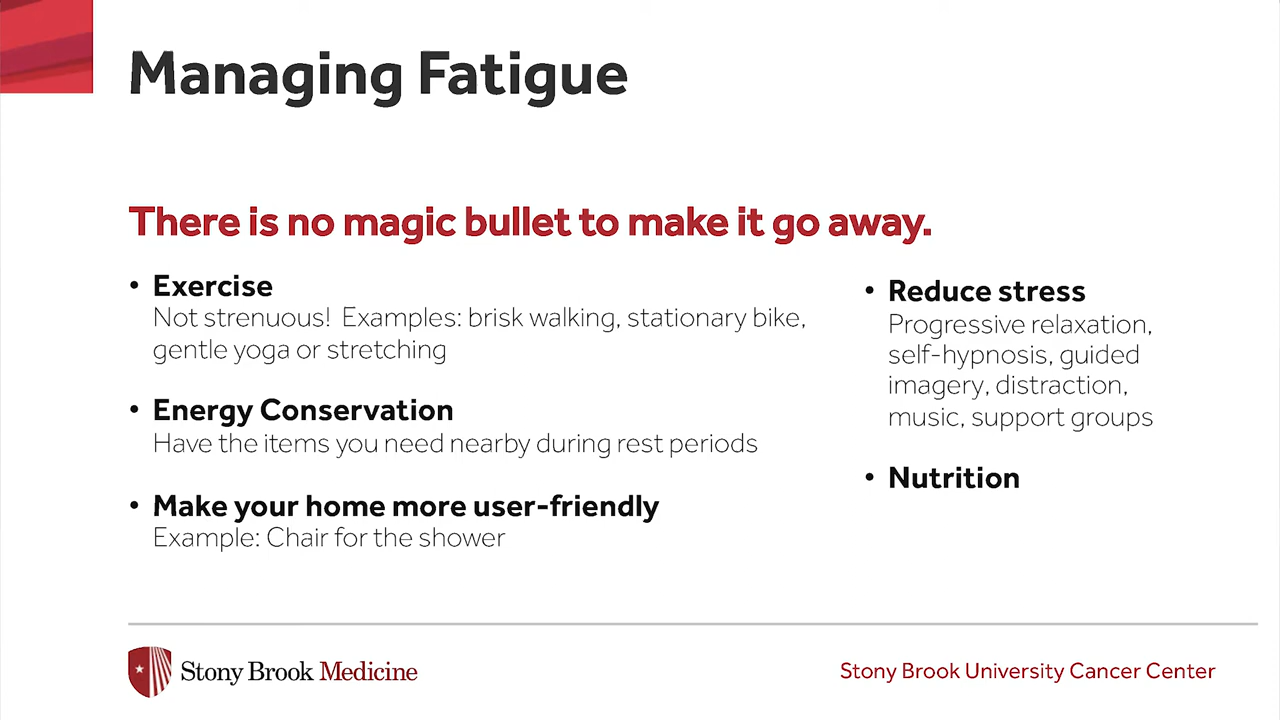 Managing Fatigue
There is no magic bullet to make it go away.
• Exercise
Not strenuous! Examples: brisk walking, stationary bike,
gentle yoga or stretching
• Energy Conservation
Have the items you need nearby during rest periods
• Make your home more user-friendly
Example: Chair for the shower
• Reduce stress
Progressive relaxation,
self-hypnosis, guided
imagery, distraction,
music, support groups
• Nutrition
Stony Brook Medicine
Stony Brook University Cancer Center